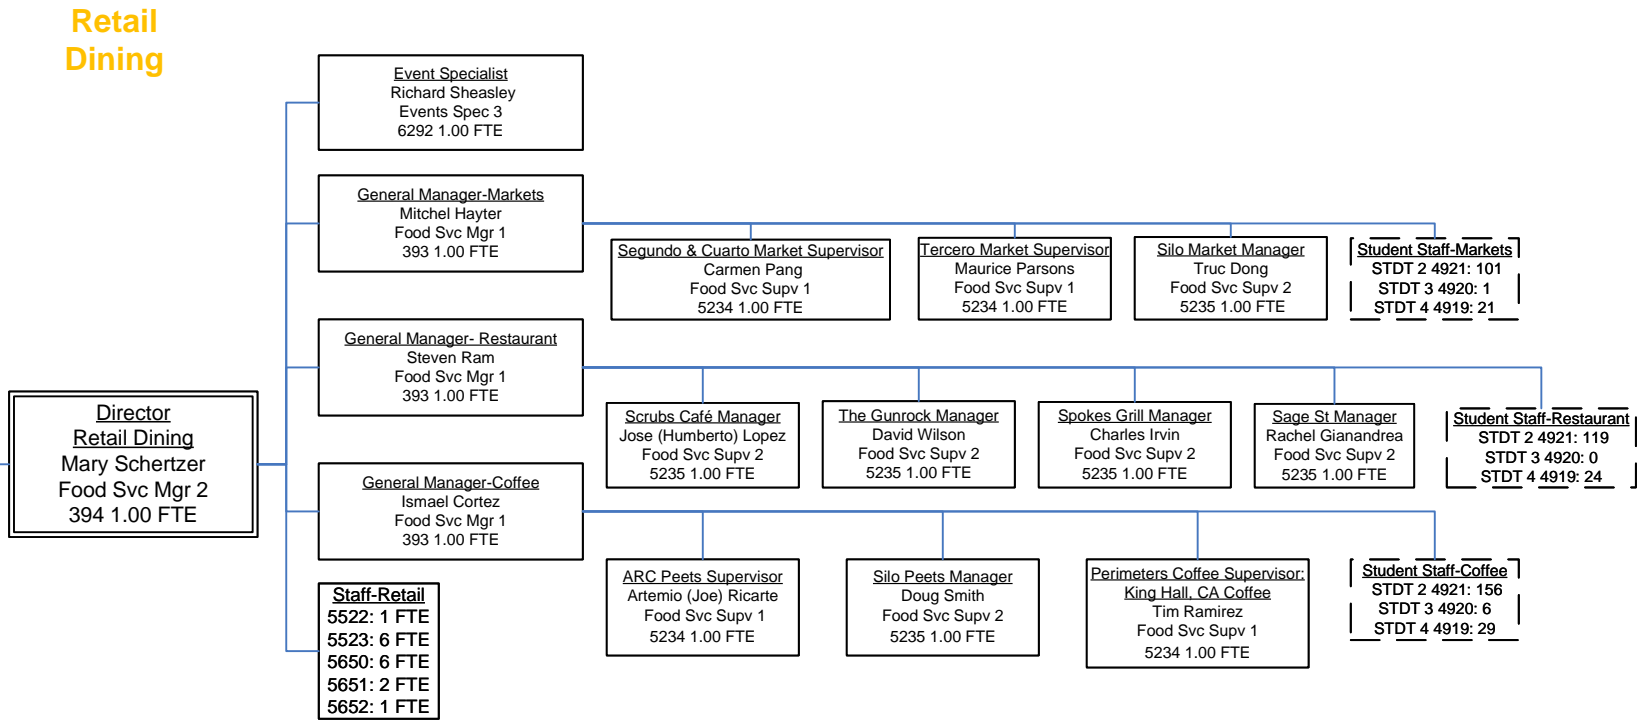 Retail
Dining
Event Specialist
Richard Sheasley
Events Spec 3
6292 1.00 FTE
General Manager-Markets
Mitchel Hayter
Food Svc Mgr 1
393 1.00 FTE
Segundo & Cuarto Market Supervisor
Carmen Pang
Food Svc Supv 1
5234 1.00 FTE
Tercero Market Supervisor
Maurice Parsons
Food Svc Supv 1
5234 1.00 FTE
Silo Market Manager
Truc Dong
Food Svc Supv 2
5235 1.00 FTE
Student Staff-Markets
STDT 2 4921: 101
STDT 3 4920: 1
STDT 4 4919: 21
General Manager- Restaurant
Steven Ram
Food Svc Mgr 1
393 1.00 FTE
Director
Retail Dining
Mary Schertzer
Food Svc Mgr 2
394 1.00 FTE
Scrubs Café Manager
Jose (Humberto) Lopez
Food Svc Supv 2
5235 1.00 FTE
The Gunrock Manager
David Wilson
Food Svc Supv 2
5235 1.00 FTE
Spokes Grill Manager
Charles Irvin
Food Svc Supv 2
5235 1.00 FTE
Sage St Manager
Rachel Gianandrea
Food Svc Supv 2
5235 1.00 FTE
Student Staff-Restaurant
STDT 2 4921: 119
STDT 3 4920: 0
STDT 4 4919: 24
General Manager-Coffee
Ismael Cortez
Food Svc Mgr 1
393 1.00 FTE
ARC Peets Supervisor
Artemio (Joe) Ricarte
Food Svc Supv 1
5234 1.00 FTE
Silo Peets Manager
Doug Smith
Food Svc Supv 2
5235 1.00 FTE
Perimeters Coffee Supervisor:
King Hall, CA Coffee
Tim Ramirez
Food Svc Supv 1
5234 1.00 FTE
Student Staff-Coffee
STDT 2 4921: 156
STDT 3 4920: 6
STDT 4 4919: 29
Staff-Retail
5522: 1 FTE
5523: 6 FTE
5650: 6 FTE
5651: 2 FTE
5652: 1 FTE